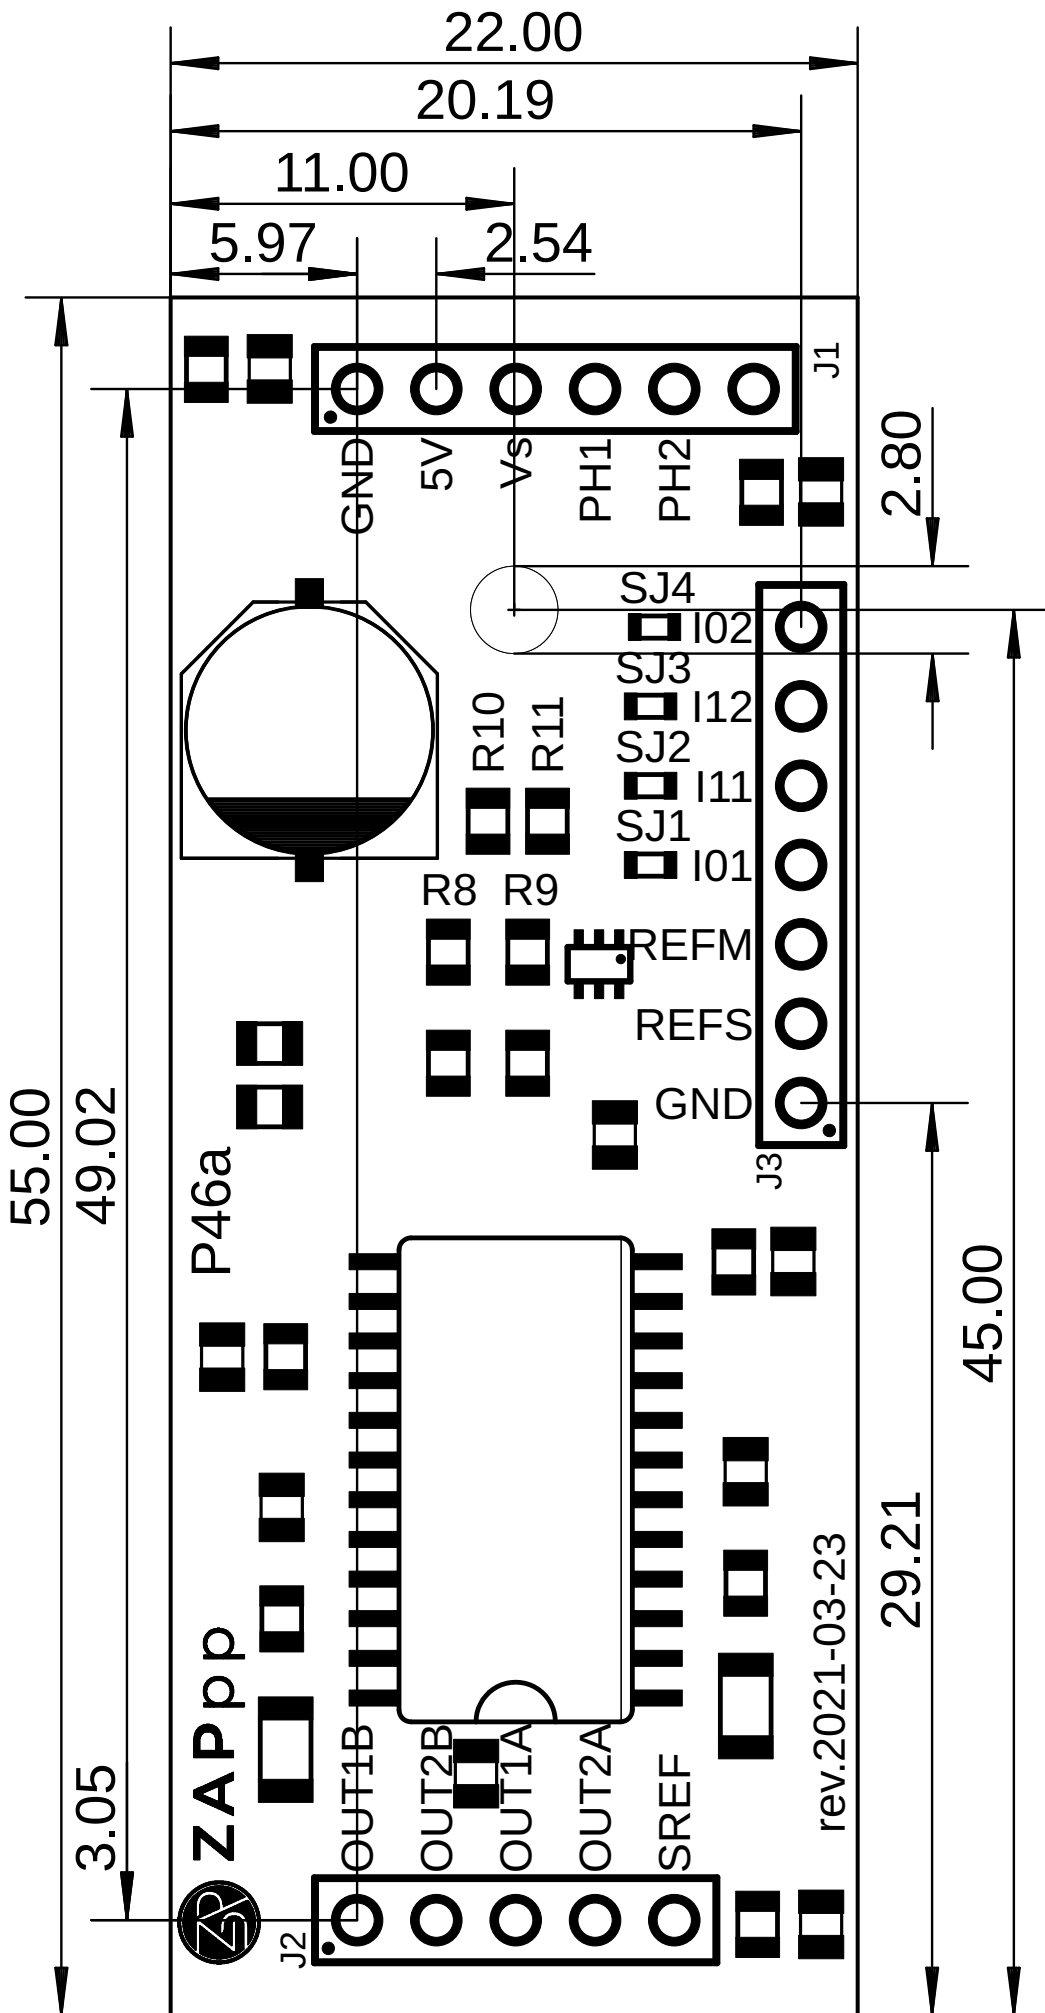 22.00
20.19
11.00
5.97
2.54
J1
GND
5V
Vs
PH1
PH2
2.80
SJ4
I02
SJ3
I12
R10
R11
SJ2
I11
SJ1
I01
R8
R9
REFM
REFS
GND
J3
55.00
49.02
P46a
45.00
29.21
rev.2021-03-23
ZAPpp
3.05
OUT1B
OUT2B
OUT1A
OUT2A
SREF
J2